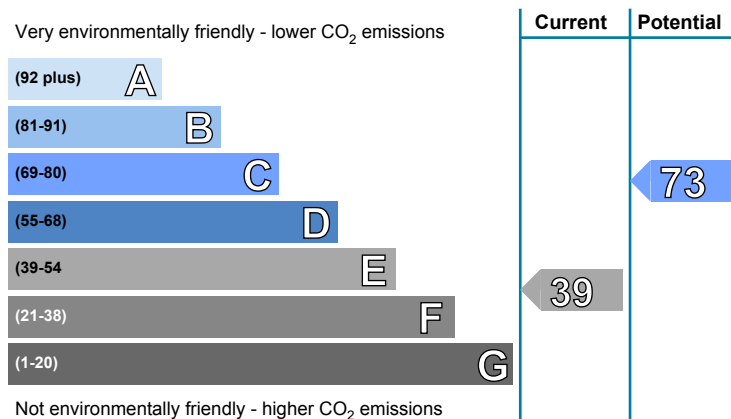 Current Potential
Very environmentally friendly - lower CO2 emissions
(92 plus) A
(81-91) B
(69-80) C
73
(55-68) D
(39-54 E
39
(21-38) F
(1-20) G
Not environmentally friendly - higher CO2 emissions